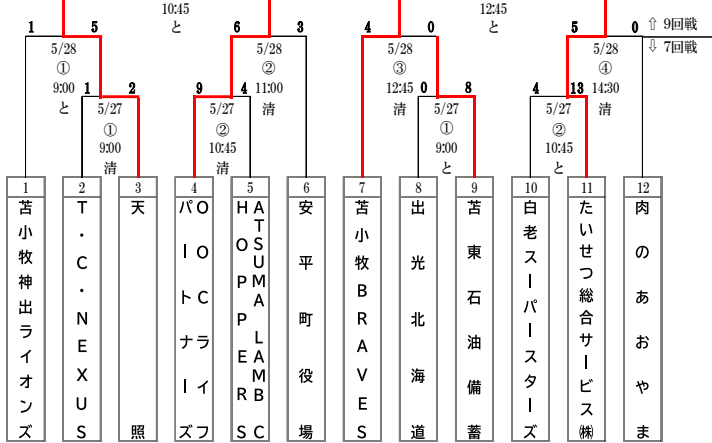 10:45
と
12:45
と
⇧ 9回戦
⇩ 7回戦
1 5
5/28
①
9:00
と
6 3
5/28
②
11:00
清
4 0
5/28
③
12:45
清
5 0
5/28
④
14:30
清
1 2
5/27
①
9:00
清
9 4
5/27
②
10:45
清
0 8
5/27
①
9:00
と
4 13
5/27
②
10:45
と
1
苫小牧神出ライオンズ
2
T・C・NEXUS
3
天照
4
OOCライフ
パートナーズ
5
ATSUMA LAMB C
HOPPERS
6
安平町役場
7
苫小牧BRAVES
8
出光北海道
9
苫東石油備蓄
10
白老スーパースターズ
11
たいせつ総合サービス㈱
12
肉のあおやま